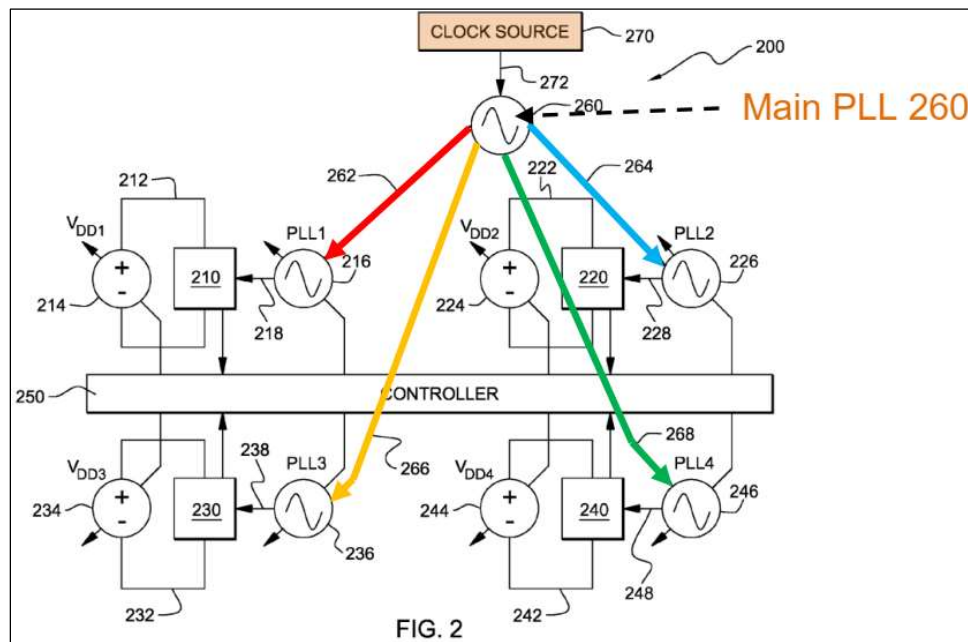 CLOCK SOURCE 270
200
272
260 Main PLL 260
262 222 264
212
VDD1 PLL1 VDD2 PLL2
210 216 220 226
214 218 224 228
250 CONTROLLER
238 266 268
VDD3 PLL3 VDD4 PLL4
234 230 244 240 246
236 248
232 242
FIG. 2